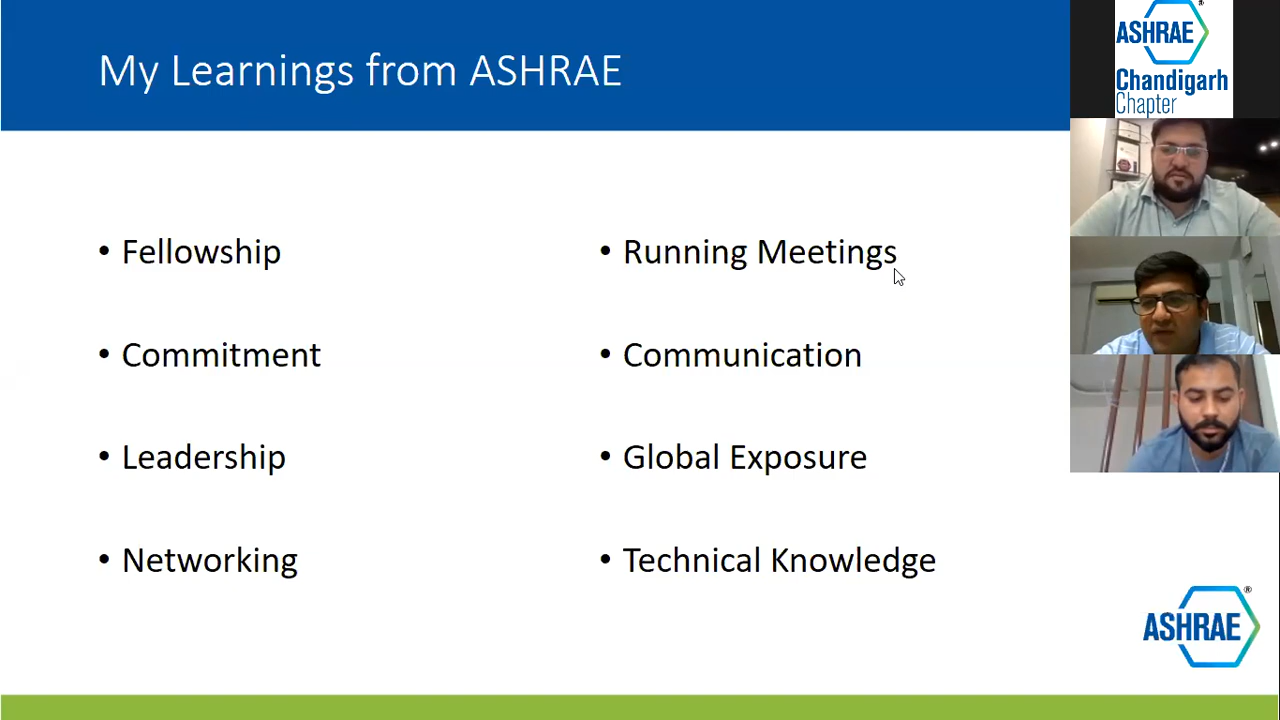 My Learnings from ASHRAE
• Fellowship
• Commitment
• Leadership
• Networking
• Running Meetings
• Communication
• Global Exposure
• Technical Knowledge
ASHRAE®
Chandigarh
Chapter
ASHRAE®